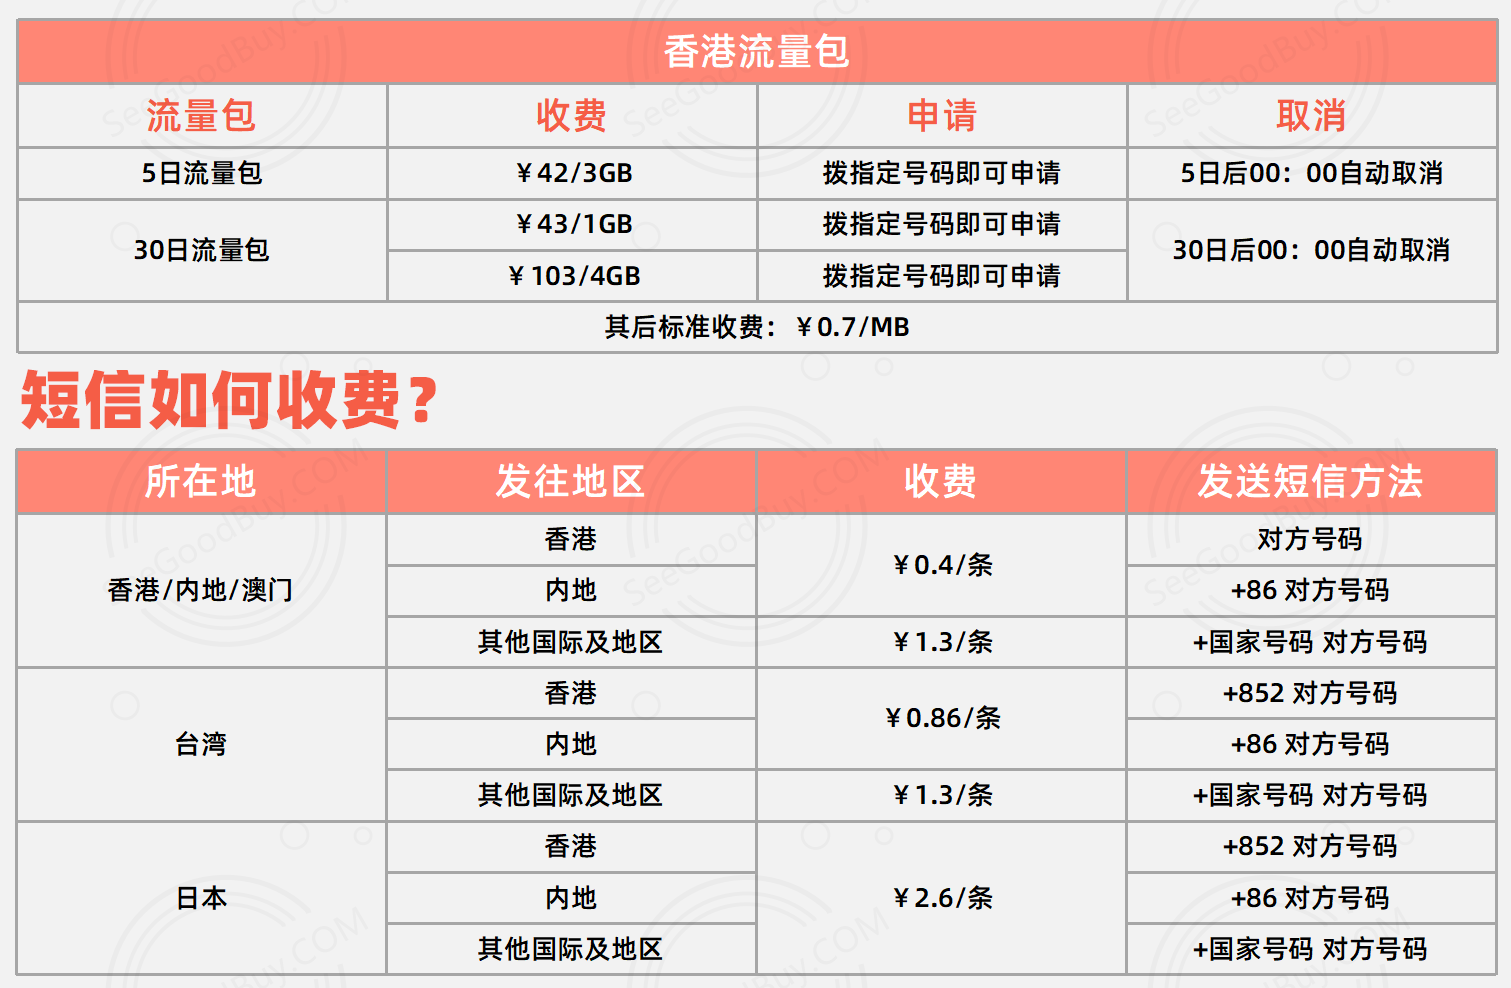 香港流量包
流量包 收费 申请 取消
5日流量包 ￥42/3GB 拨指定号码即可申请 5日后00：00自动取消
30日流量包 ￥43/1GB 拨指定号码即可申请 30日后00：00自动取消
￥103/4GB 拨指定号码即可申请
其后标准收费：￥0.7/MB
短信如何收费?
所在地 发往地区 收费 发送短信方法
香港/内地/澳门 香港 ￥0.4/条 对方号码
内地 +86 对方号码
其他国际及地区 ￥1.3/条 +国家号码 对方号码
台湾 香港 ￥0.86/条 +852 对方号码
内地 +86 对方号码
其他国际及地区 ￥1.3/条 +国家号码 对方号码
日本 香港 ￥2.6/条 +852 对方号码
内地 +86 对方号码
其他国际及地区 +国家号码 对方号码
SeeGoodBuy.COM